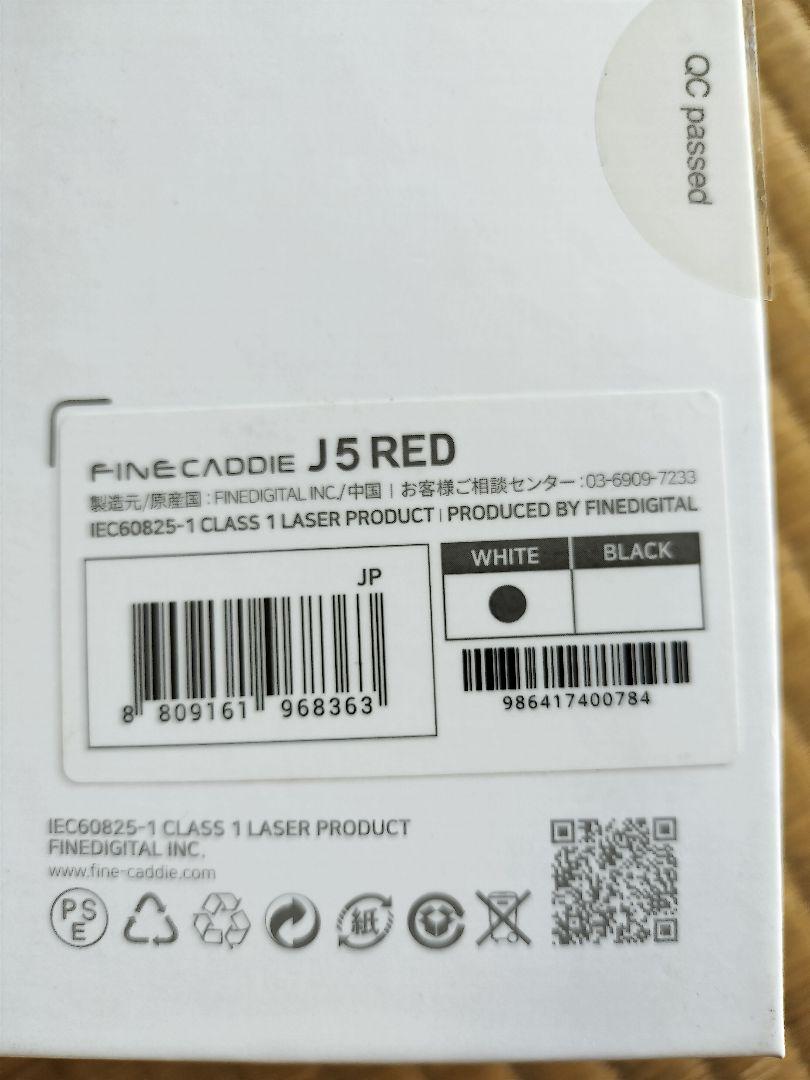 QC passed
FINECADDIE J5 RED
製造元/原産国 : FINEDIGITAL INC./中国 | お客様ご相談センター : 03-6909-7233
IEC60825-1 CLASS 1 LASER PRODUCT | PRODUCED BY FINEDIGITAL
WHITE BLACK
JP
8 809161 968363
986417400784
IEC60825-1 CLASS 1 LASER PRODUCT
FINEDIGITAL INC.
www.fine-caddie.com
PSE
紙